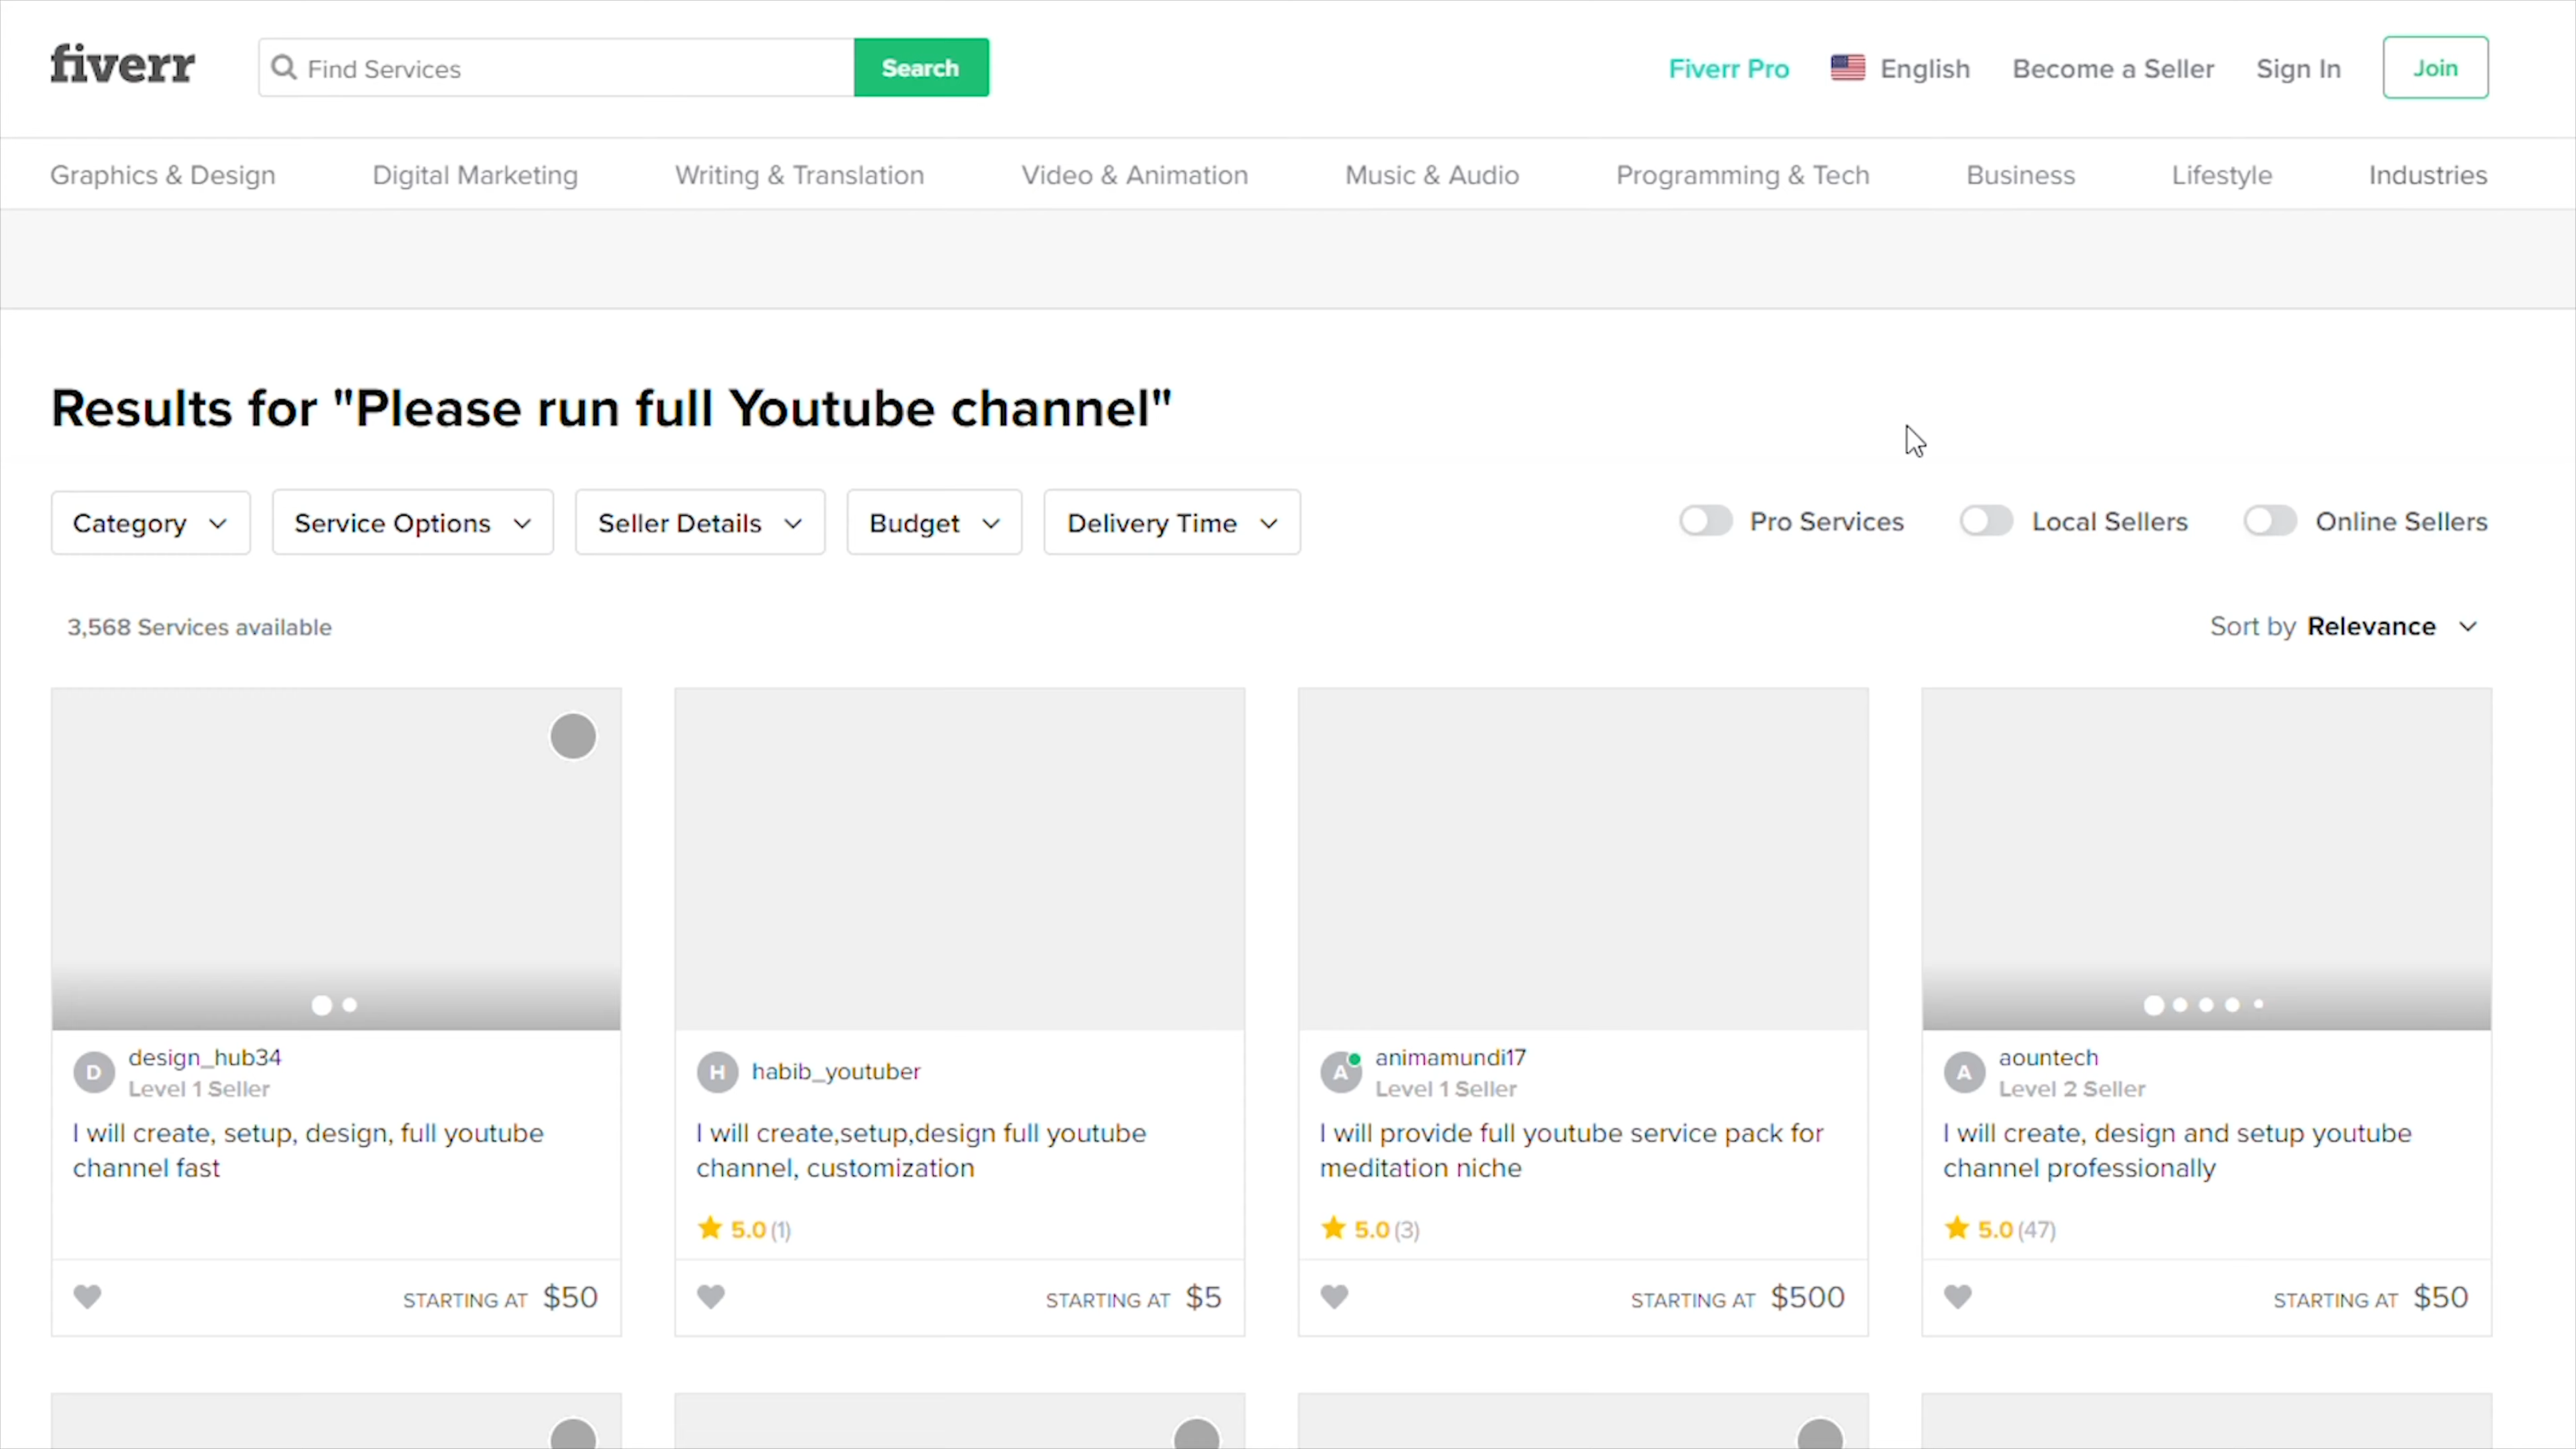 fiverr
Find Services
Search
Fiverr Pro
English
Become a Seller
Sign In
Join
Graphics & Design
Digital Marketing
Writing & Translation
Video & Animation
Music & Audio
Programming & Tech
Business
Lifestyle
Industries
Results for "Please run full Youtube channel"
Category
Service Options
Seller Details
Budget
Delivery Time
Pro Services
Local Sellers
Online Sellers
3,568 Services available
Sort by Relevance
D
design_hub34
Level 1 Seller
I will create, setup, design, full youtube
channel fast
STARTING AT $50
H
habib_youtuber
I will create,setup,design full youtube
channel, customization
5.0 (1)
STARTING AT $5
A
animamundi17
Level 1 Seller
I will provide full youtube service pack for
meditation niche
5.0 (3)
STARTING AT $500
A
aountech
Level 2 Seller
I will create, design and setup youtube
channel professionally
5.0 (47)
STARTING AT $50